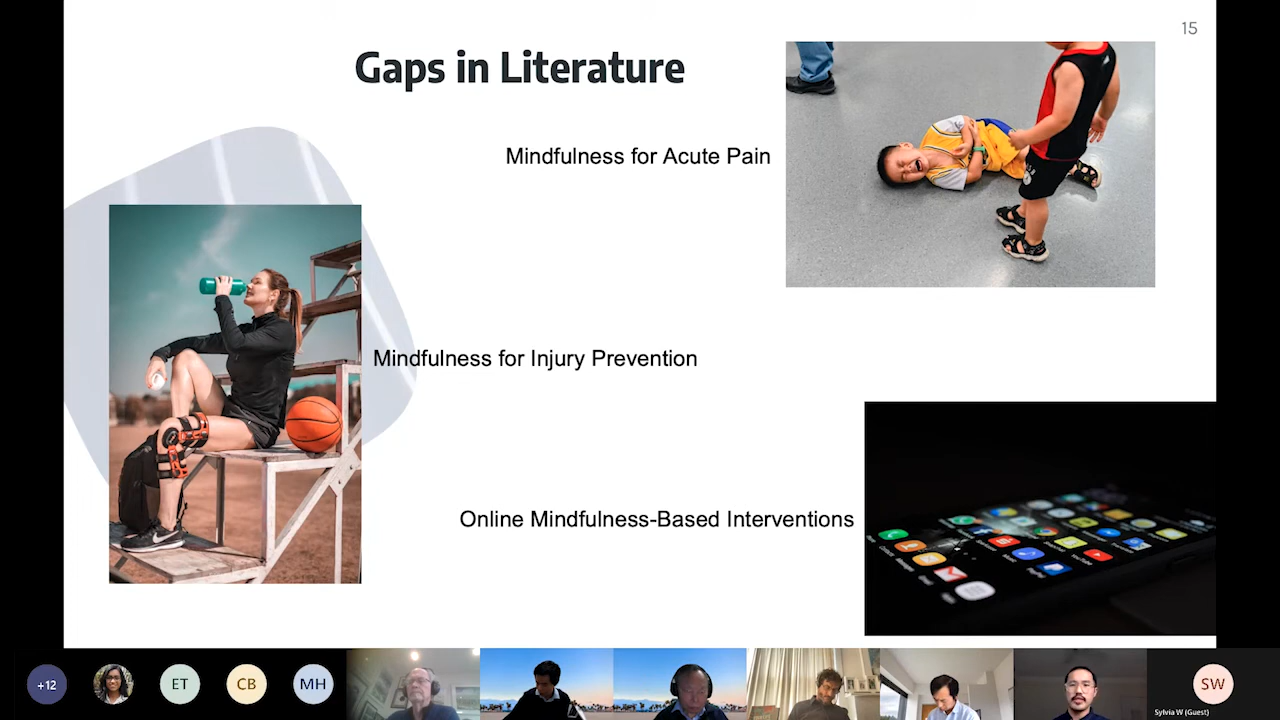 15
Gaps in Literature
Mindfulness for Acute Pain
Mindfulness for Injury Prevention
Online Mindfulness-Based Interventions
+12
ET
CB
MH
SW
Sylvia W (Guest)